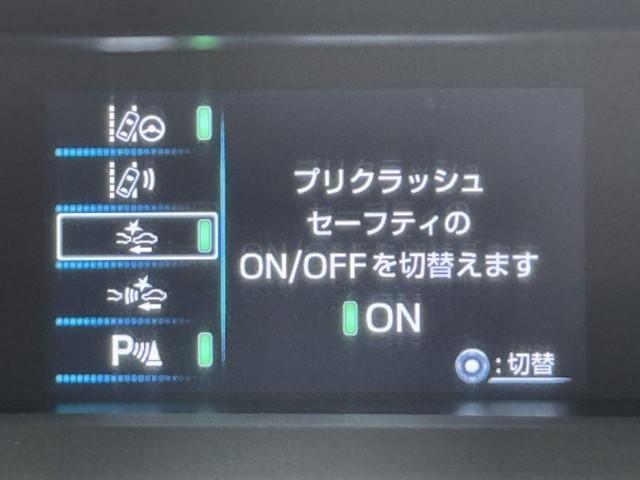 プリクラッシュ
セーフティの
ON/OFFを切替えます
ON
:切替
P